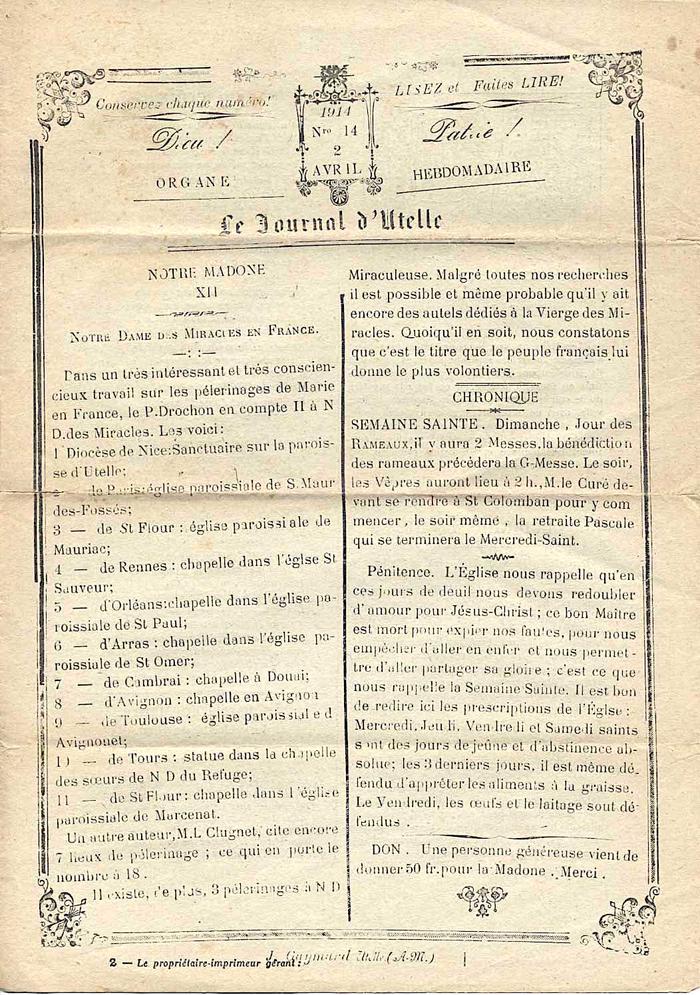 Conservez chaque numéro!
Dieu !
ORGANE
1914
Nro 14
2
AVRIL
LISEZ et Faites LIRE!
Patrie !
HEBDOMADAIRE
Le Journal d'Utelle
NOTRE MADONE
XII
NOTRE DAME DES MIRACLES EN FRANCE.
—: :—
Dans un très intéressant et très conscien-
cieux travail sur les pélerinages de Marie
en France, le P.Drochon en compte II à N
D.des Miracles. Les voici:
1 Diocèse de Nice:Sanctuaire sur la parois-
se d'Utelle;
2 — de Paris:église paroissiale de S.Maur
des-Fossés;
3 — de St Flour : église paroissiale de
Mauriac;
4 — de Rennes : chapelle dans l'églse St
Sauveur;
5 — d'Orléans:chapelle dans l'église pa-
roissiale de St Paul;
6 — d'Arras : chapelle dans l'église pa-
roissiale de St Omer;
7 — de Cambrai : chapelle à Douai;
8 — d'Avignon : chapelle en Avignon
9 — de Toulouse : église paroissiale d
Avignonet;
10 — de Tours : statue dans la chapelle
des sœurs de N D du Refuge;
11 — de St Flour : chapelle dans l'église
paroissiale de Marcenat.
Un autre auteur,M.L Clugnet, cite encore
7 lieux de pélerinage ; ce qui en porte le
nombre à 18 .
Il existe, de plus, 3 pélerinages à N D
Miraculeuse. Malgré toutes nos recherches
il est possible et même probable qu'il y ait
encore des autels dédiés à la Vierge des Mi-
racles. Quoiqu'il en soit, nous constatons
que c'est le titre que le peuple français lui
donne le plus volontiers.
CHRONIQUE
SEMAINE SAINTE . Dimanche , Jour des
RAMEAUX,il y aura 2 Messes,la bénédiction
des rameaux précèdera la G-Messe. Le soir,
les Vêpres auront lieu à 2 h.,M.le Curé de-
vant se rendre à St Colomban pour y com
mencer , le soir même , la retraite Pascale
qui se terminera le Mercredi-Saint.
Pénitence. L'Église nous rappelle qu'en
ces jours de deuil nous devons redoubler
d'amour pour Jésus-Christ ; ce bon Maître
est mort pour expier nos fautes, pour nous
empêcher d'aller en enfer et nous permet-
tre d'aller partager sa gloire ; c'est ce que
nous rappelle la Semaine Sainte. Il est bon
de redire ici les prescriptions de l'Église :
Mercredi, Jeudi, Vendredi et Samedi saints
sont des jours de jeûne et d'abstinence ab-
solue; les 3 derniers jours, il est même dé-
fendu d'appréter les aliments à la graisse.
Le Vendredi, les œufs et le laitage sout dé-
fendus .
DON . Une personne généreuse vient de
donner 50 fr.pour la Madone . Merci .
2 — Le propriétaire-imprimeur gérant: J. Gaymard Utelle (A-M.)